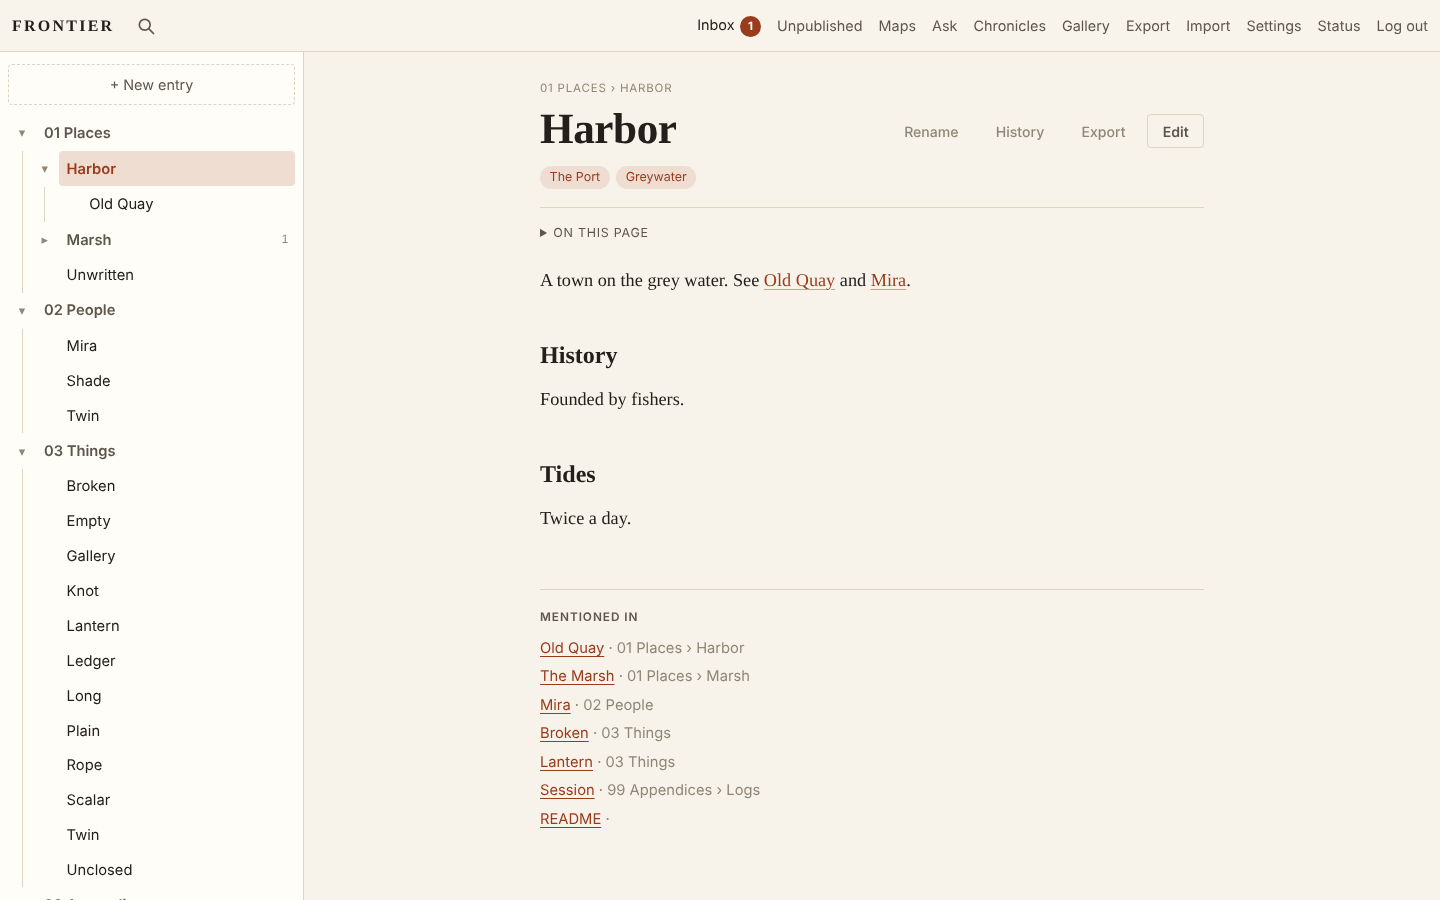 FRONTIER
Inbox 1 Unpublished Maps Ask Chronicles Gallery Export Import Settings Status Log out
+ New entry
01 Places
Harbor
Old Quay
Marsh 1
Unwritten
02 People
Mira
Shade
Twin
03 Things
Broken
Empty
Gallery
Knot
Lantern
Ledger
Long
Plain
Rope
Scalar
Twin
Unclosed
01 PLACES › HARBOR
Harbor
Rename History Export Edit
The Port Greywater
ON THIS PAGE
A town on the grey water. See Old Quay and Mira.
History
Founded by fishers.
Tides
Twice a day.
MENTIONED IN
Old Quay · 01 Places › Harbor
The Marsh · 01 Places › Marsh
Mira · 02 People
Broken · 03 Things
Lantern · 03 Things
Session · 99 Appendices › Logs
README ·